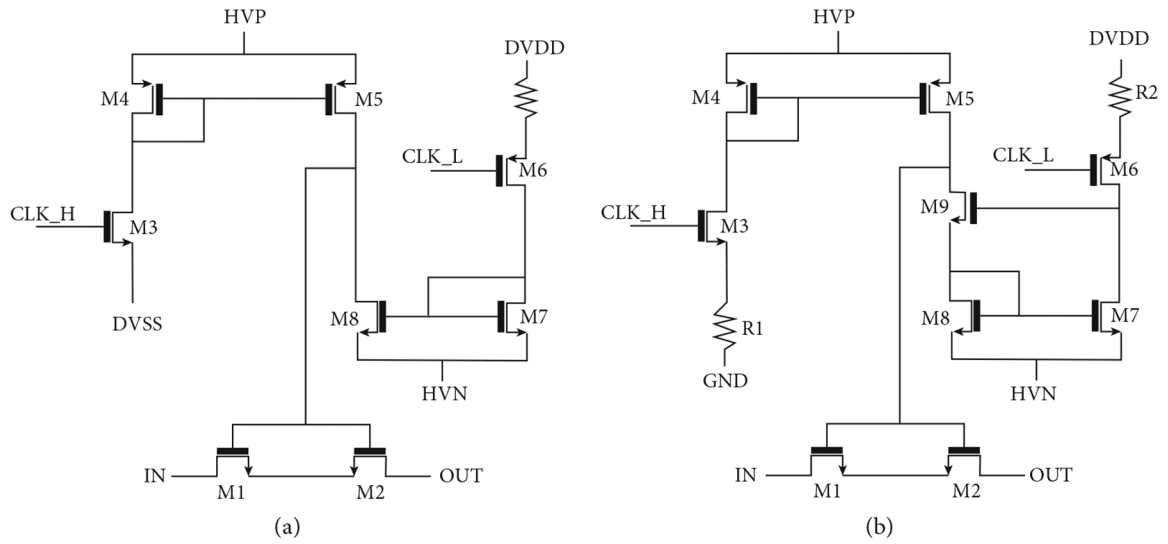 HVP
DVDD
M4
M5
CLK_L
M6
CLK_H
M3
DVSS
M8
M7
HVN
IN
M1
M2
OUT
(a)
HVP
DVDD
R2
M4
M5
CLK_L
M6
M9
CLK_H
M3
R1
M8
M7
GND
HVN
IN
M1
M2
OUT
(b)